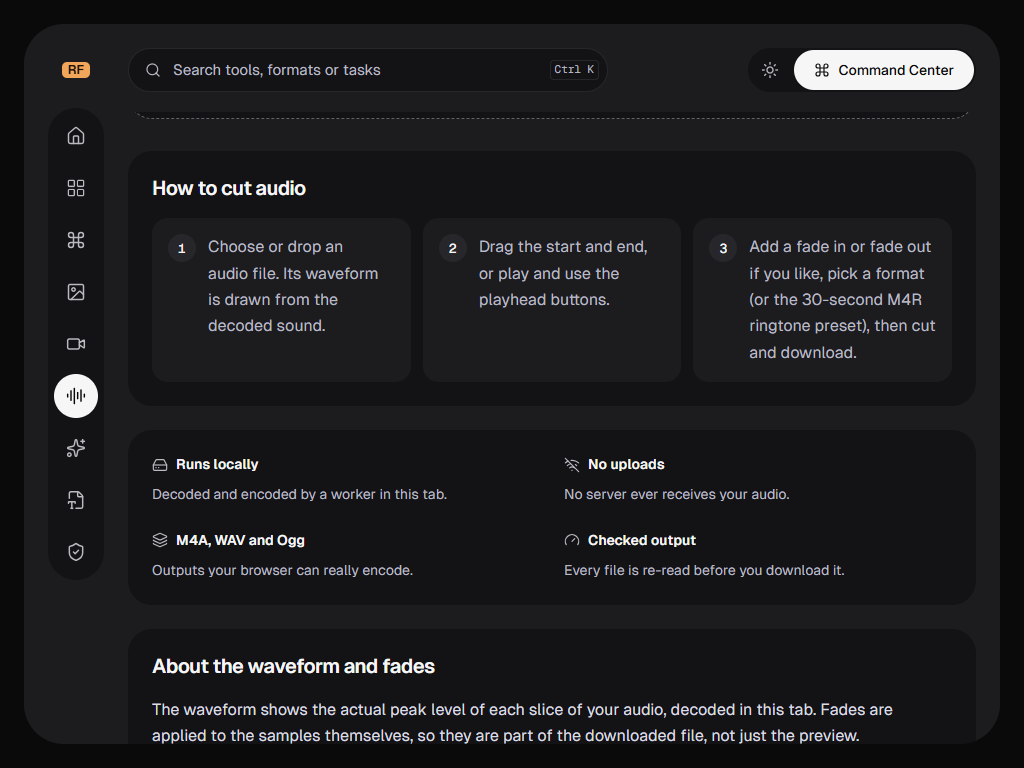 RF
Search tools, formats or tasks
Ctrl K
Command Center
How to cut audio
1
Choose or drop an
audio file. Its waveform
is drawn from the
decoded sound.
2
Drag the start and end,
or play and use the
playhead buttons.
3
Add a fade in or fade out
if you like, pick a format
(or the 30-second M4R
ringtone preset), then cut
and download.
Runs locally
Decoded and encoded by a worker in this tab.
No uploads
No server ever receives your audio.
M4A, WAV and Ogg
Outputs your browser can really encode.
Checked output
Every file is re-read before you download it.
About the waveform and fades
The waveform shows the actual peak level of each slice of your audio, decoded in this tab. Fades are
applied to the samples themselves, so they are part of the downloaded file, not just the preview.